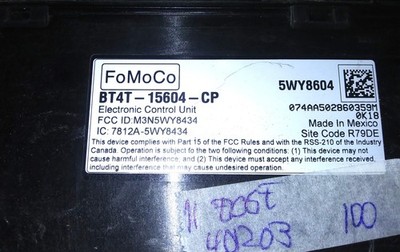 FoMoCo
5WY8604
BT4T-15604-CP
Electronic Control Unit
074AA502860359M
FCC ID:M3N5WY8434
0K18
IC: 7812A-5WY8434
Made In Mexico
Site Code R79DE
This device complies with Part 15 of the FCC Rules and with RSS-210 of the Industry
Canada. Operation is subject to the two following conditions: (1) This device may not
cause harmful interference, and (2) This device must accept any interference received,
including interference that may cause undesired operation.
401203
100